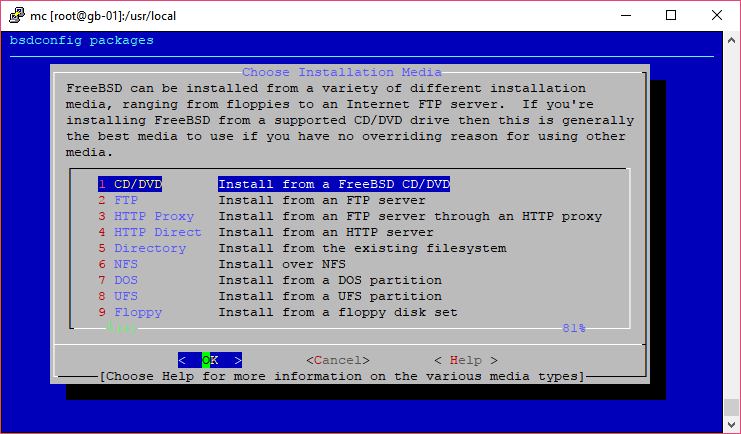 mc [root@gb-01]:/usr/local
bsdconfig packages
Choose Installation Media
FreeBSD can be installed from a variety of different installation
media, ranging from floppies to an Internet FTP server.  If you're
installing FreeBSD from a supported CD/DVD drive then this is generally
the best media to use if you have no overriding reason for using other
media.
1 CD/DVD Install from a FreeBSD CD/DVD
2 FTP Install from an FTP server
3 HTTP Proxy Install from an FTP server through an HTTP proxy
4 HTTP Direct Install from an HTTP server
5 Directory Install from the existing filesystem
6 NFS Install over NFS
7 DOS Install from a DOS partition
8 UFS Install from a UFS partition
9 Floppy Install from a floppy disk set
81%
<  OK  > <Cancel> < Help >
[Choose Help for more information on the various media types]